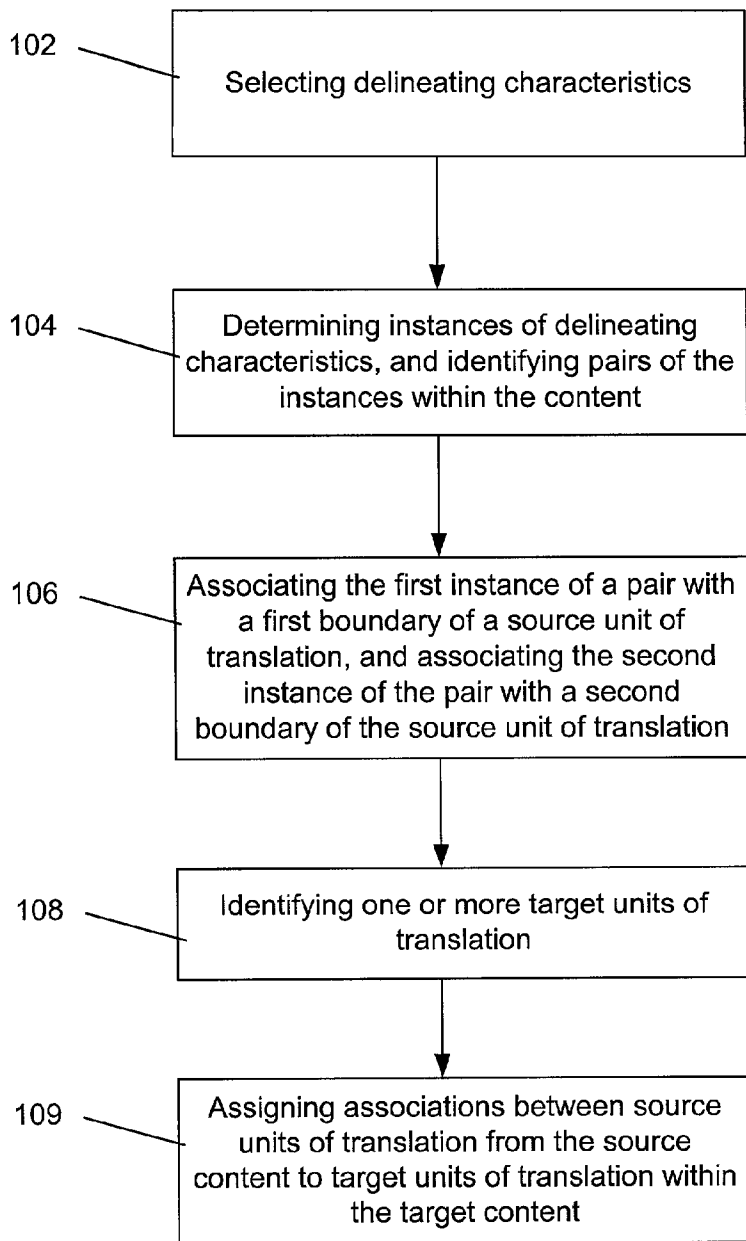 102
Selecting delineating characteristics
104
Determining instances of delineating
characteristics, and identifying pairs of the
instances within the content
106
Associating the first instance of a pair with
a first boundary of a source unit of
translation, and associating the second
instance of the pair with a second
boundary of the source unit of translation
108
Identifying one or more target units of
translation
109
Assigning associations between source
units of translation from the source
content to target units of translation within
the target content